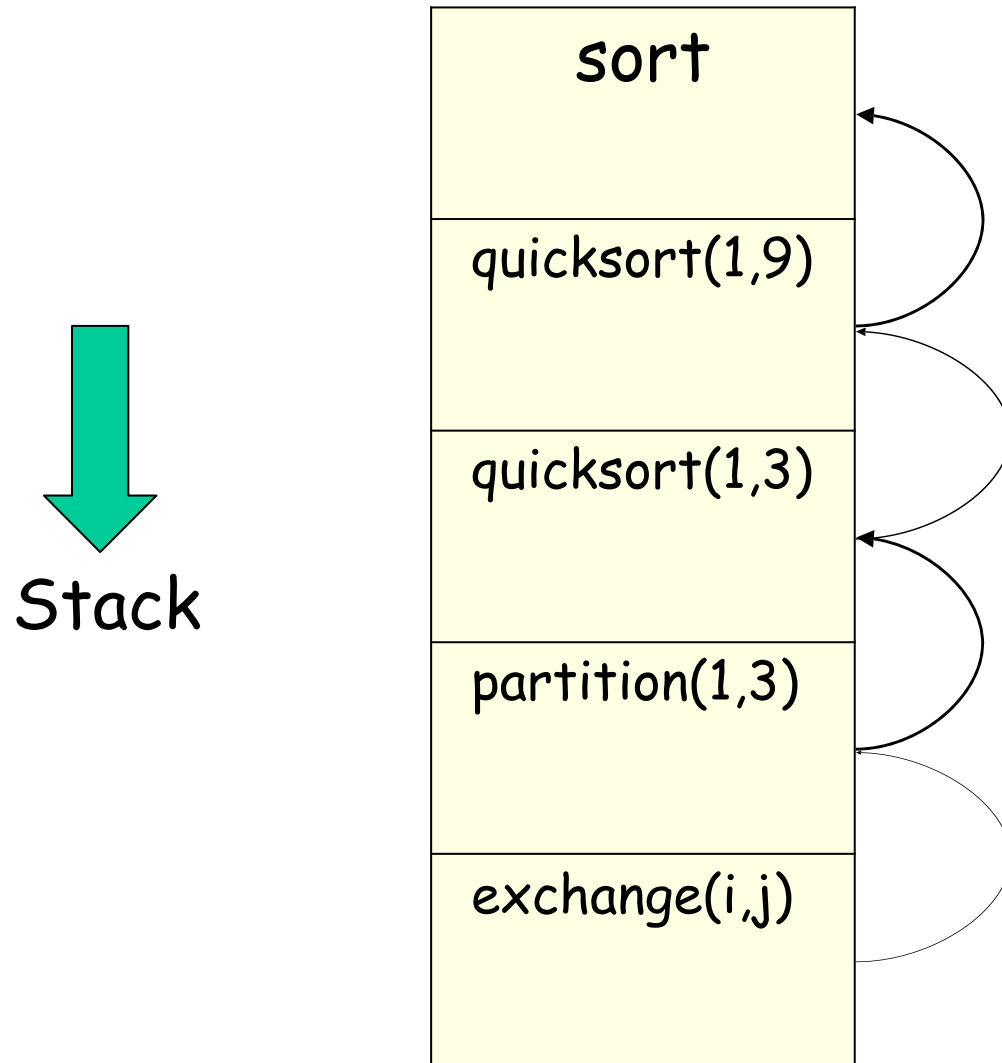 sort
quicksort(1,9)
quicksort(1,3)
Stack
partition(1,3)
exchange(i,j)